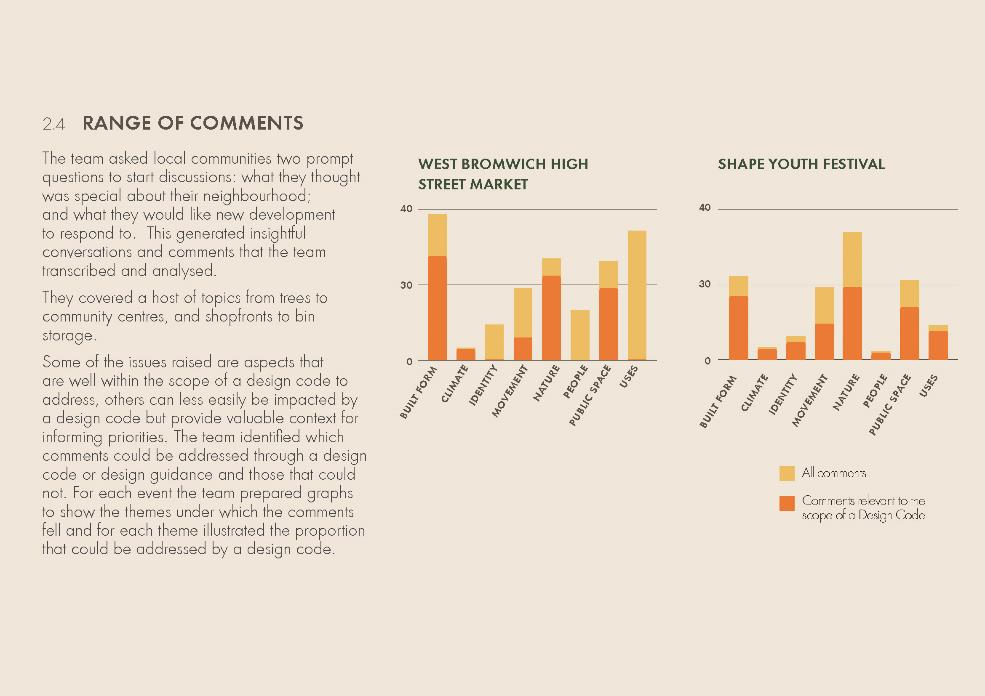 2.4 RANGE OF COMMENTS
The team asked local communities two prompt
questions to start discussions: what they thought
was special about their neighbourhood;
and what they would like new development
to respond to. This generated insightful
conversations and comments that the team
transcribed and analysed.
They covered a host of topics from trees to
community centres, and shopfronts to bin
storage.
Some of the issues raised are aspects that
are well within the scope of a design code to
address, others can less easily be impacted by
a design code but provide valuable context for
informing priorities. The team identified which
comments could be addressed through a design
code or design guidance and those that could
not. For each event the team prepared graphs
to show the themes under which the comments
fell and for each theme illustrated the proportion
that could be addressed by a design code.
WEST BROMWICH HIGH
STREET MARKET
40
30
0
BUILT FORM
CLIMATE
IDENTITY
MOVEMENT
NATURE
PEOPLE
PUBLIC SPACE
USES
SHAPE YOUTH FESTIVAL
40
30
0
BUILT FORM
CLIMATE
IDENTITY
MOVEMENT
NATURE
PEOPLE
PUBLIC SPACE
USES
All comments
Comments relevant to the
scope of a Design Code